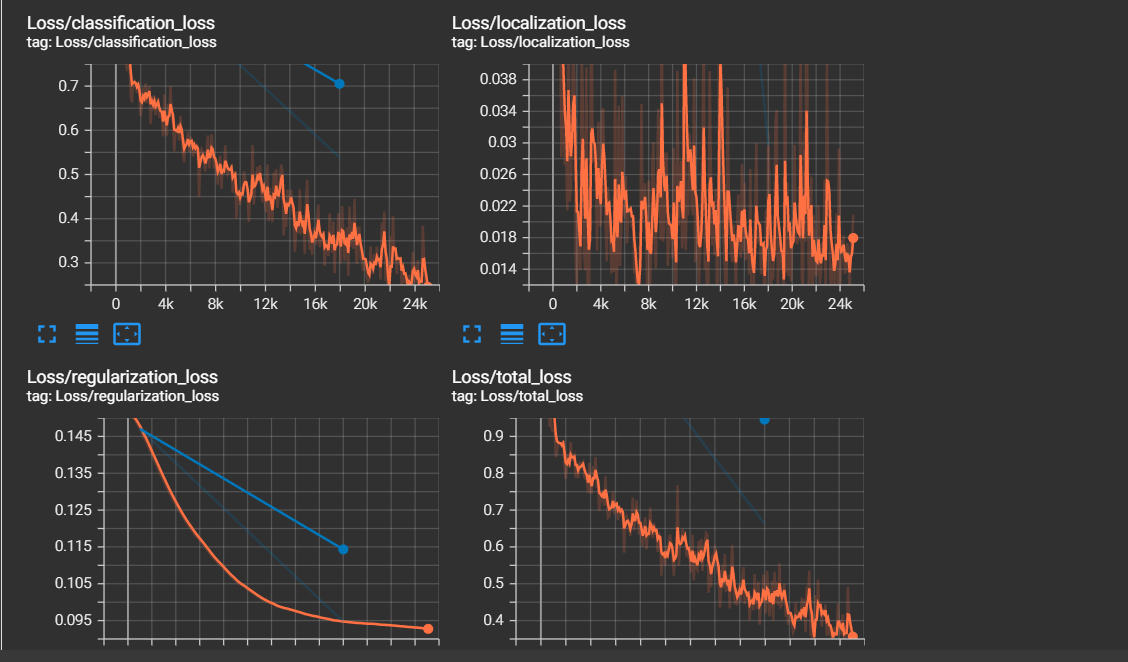 Loss/classification_loss
tag: Loss/classification_loss
0.7
0.6
0.5
0.4
0.3
0 4k 8k 12k 16k 20k 24k
Loss/localization_loss
tag: Loss/localization_loss
0.038
0.034
0.03
0.026
0.022
0.018
0.014
0 4k 8k 12k 16k 20k 24k
Loss/regularization_loss
tag: Loss/regularization_loss
0.145
0.135
0.125
0.115
0.105
0.095
Loss/total_loss
tag: Loss/total_loss
0.9
0.8
0.7
0.6
0.5
0.4